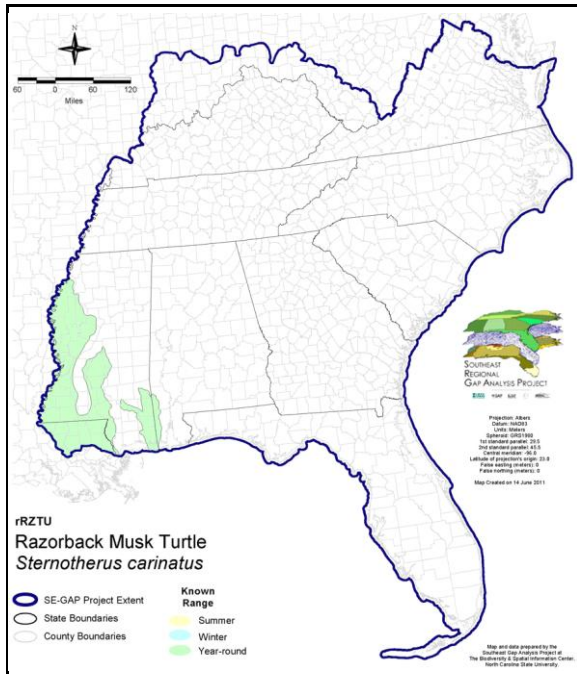 N
60 0 60 120
Miles
SOUTHEAST
REGIONAL
GAP ANALYSIS PROJECT
Projection: Albers
Datum: NAD83
Units: Meters
Spheroid: GRS1980
1st standard parallel: 29.5
2nd standard parallel: 45.5
Central meridian: -96.0
Latitude of projection's origin: 23.0
False easting (meters): 0
False northing (meters): 0
Map Created on 14 June 2011
rRZTU
Razorback Musk Turtle
Sternotherus carinatus
SE-GAP Project Extent
State Boundaries
County Boundaries
Known
Range
Summer
Winter
Year-round
Map and data prepared by the
Southeast Gap Analysis Project at
The Biodiversity & Spatial Information Center,
North Carolina State University.